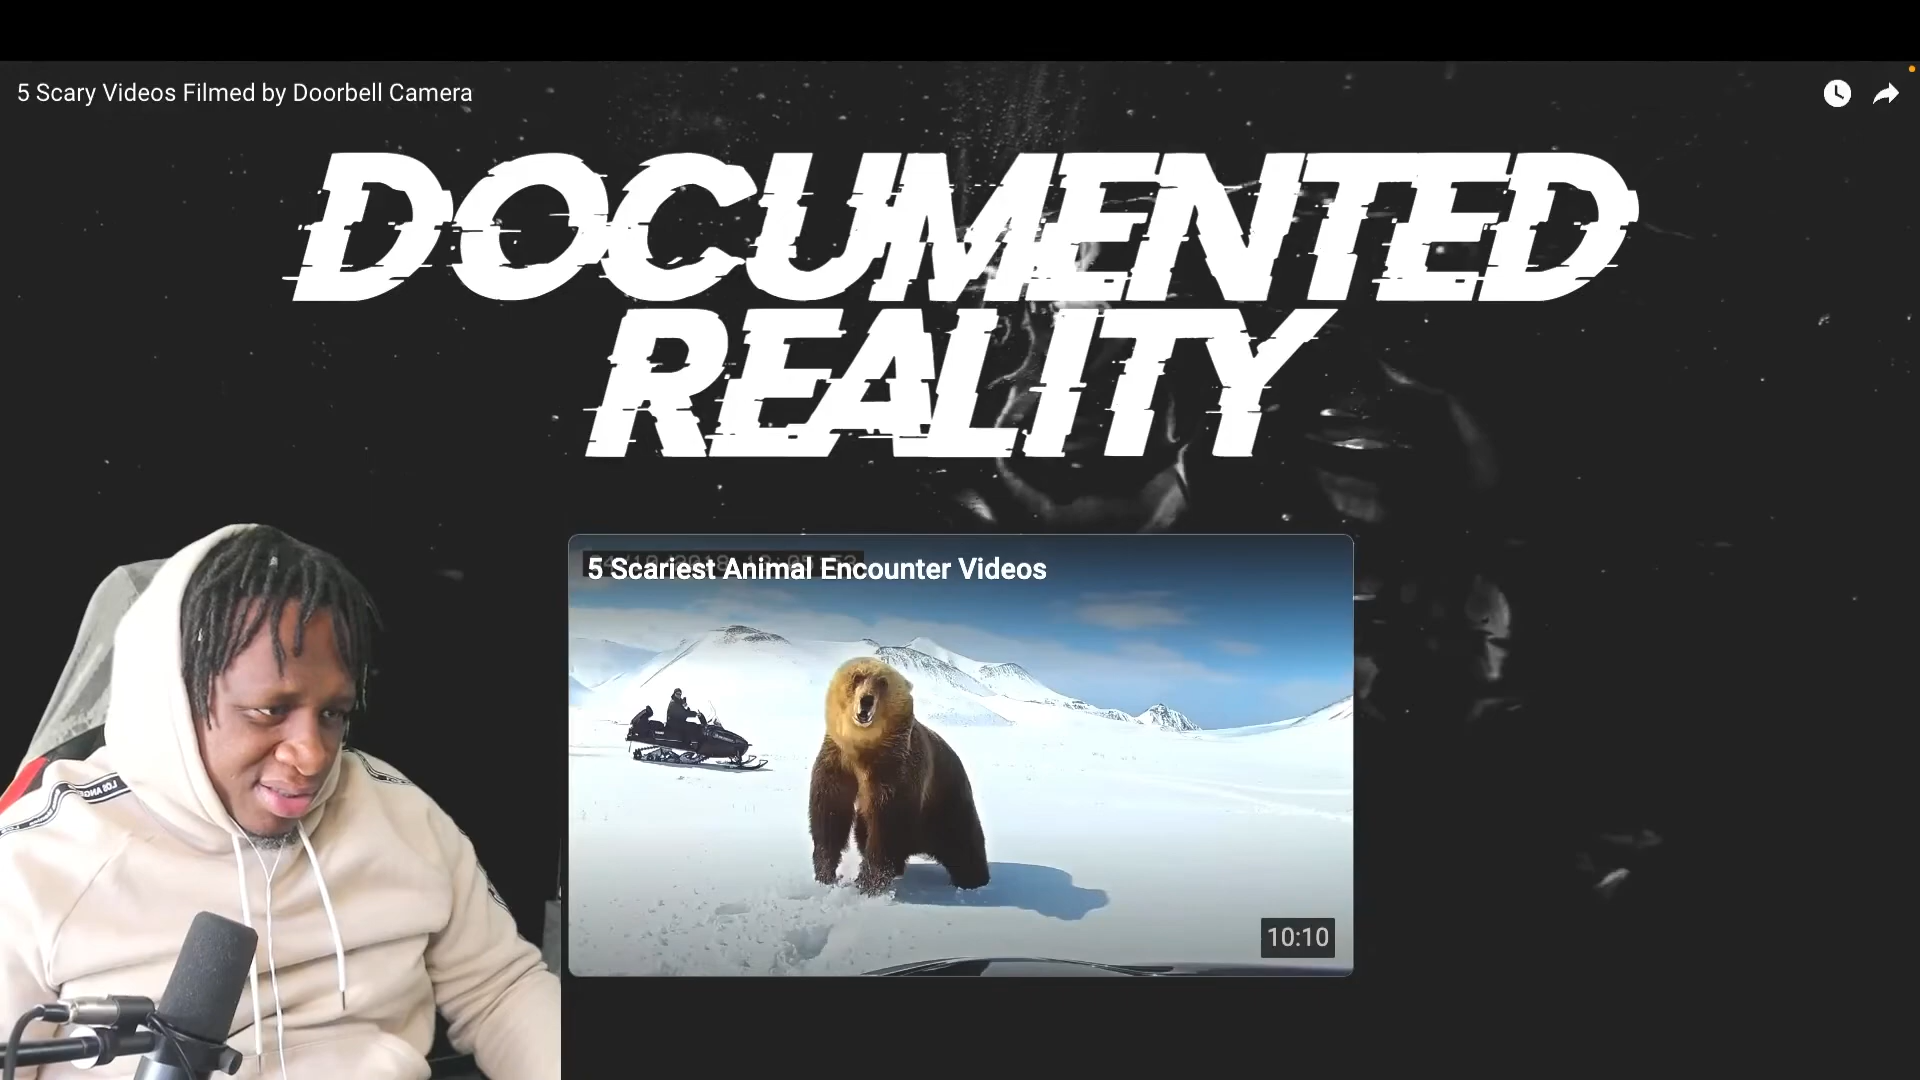 5 Scary Videos Filmed by Doorbell Camera
DOCUMENTED
REALITY
5 Scariest Animal Encounter Videos
10:10